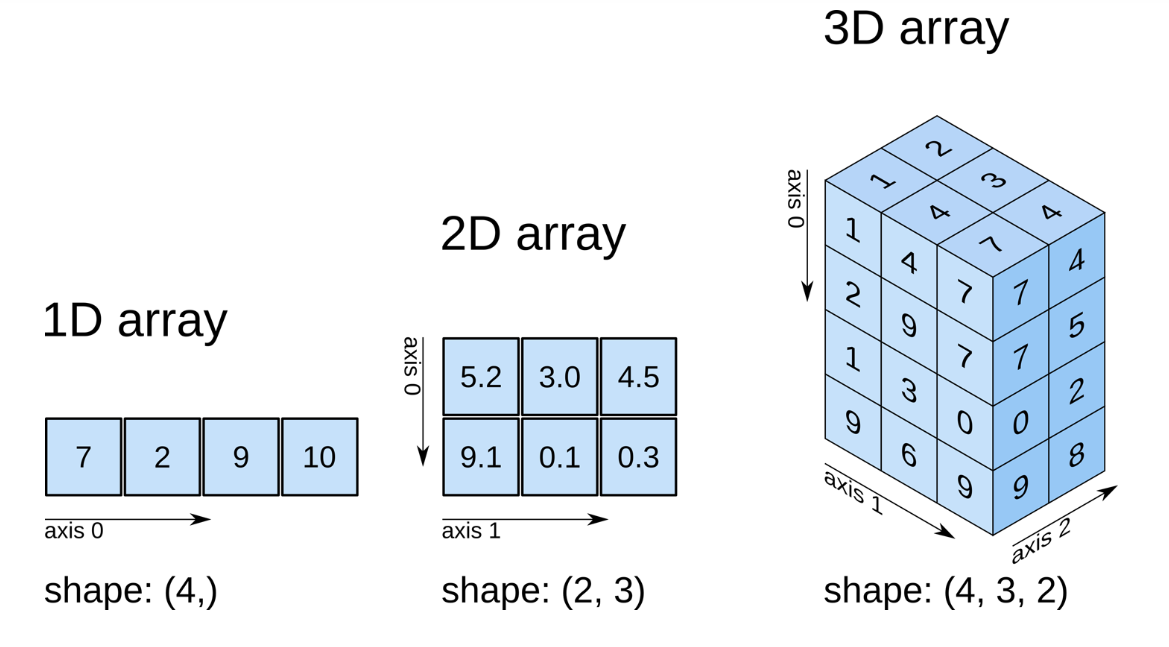 1D array
7 2 9 10
axis 0
shape: (4,)
2D array
axis 0
5.2 3.0 4.5
9.1 0.1 0.3
axis 1
shape: (2, 3)
3D array
axis 0
2
1 3
4 4
7
1 4 7
2 9 7
1 3 0
9 6 9
7 4
7 5
0 2
9 8
axis 1
axis 2
shape: (4, 3, 2)